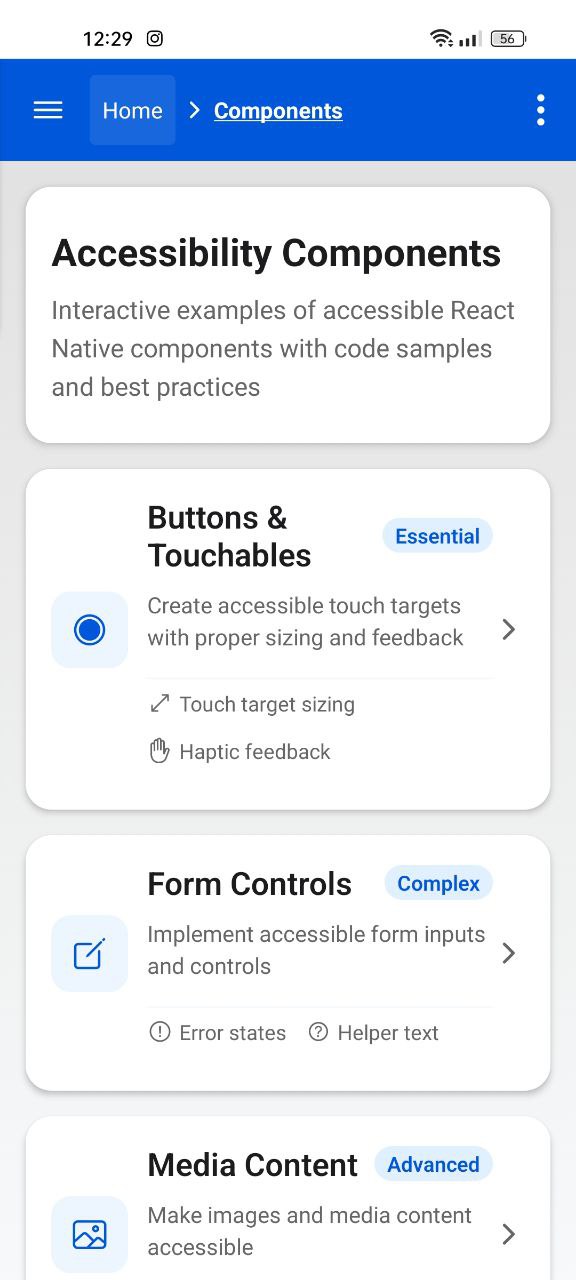 12:29
56
Home
Components
Accessibility Components
Interactive examples of accessible React
Native components with code samples
and best practices
Buttons &
Touchables
Essential
Create accessible touch targets
with proper sizing and feedback
Touch target sizing
Haptic feedback
Form Controls
Complex
Implement accessible form inputs
and controls
Error states
Helper text
Media Content
Advanced
Make images and media content
accessible